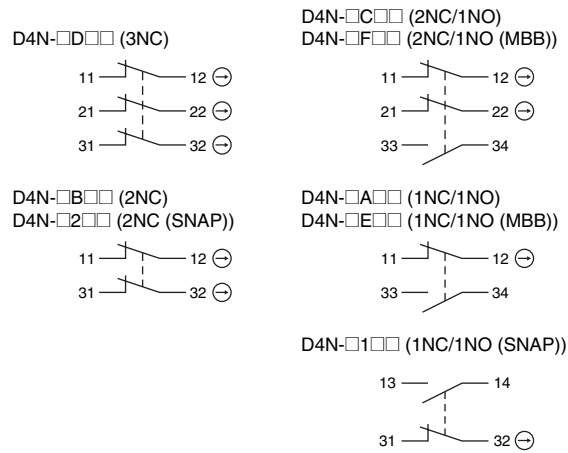 D4N-□D□□ (3NC)
11 12
21 22
31 32
D4N-□C□□ (2NC/1NO)
D4N-□F□□ (2NC/1NO (MBB))
11 12
21 22
33 34
D4N-□B□□ (2NC)
D4N-□2□□ (2NC (SNAP))
11 12
31 32
D4N-□A□□ (1NC/1NO)
D4N-□E□□ (1NC/1NO (MBB))
11 12
33 34
D4N-□1□□ (1NC/1NO (SNAP))
13 14
31 32